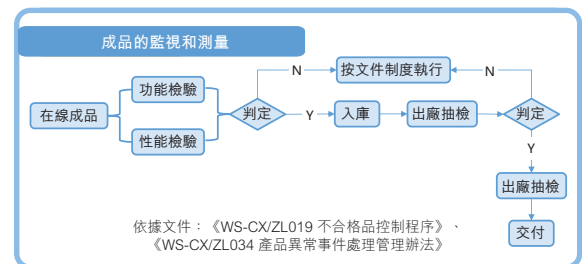 成品的監視和測量
N
按文件制度執行
N
功能檢驗
在線成品
判定
Y
入庫
出廠抽檢
判定
性能檢驗
Y
出廠抽檢
交付
依據文件：《WS-CX/ZL019 不合格品控制程序》、
《WS-CX/ZL034 產品異常事件處理管理辦法》